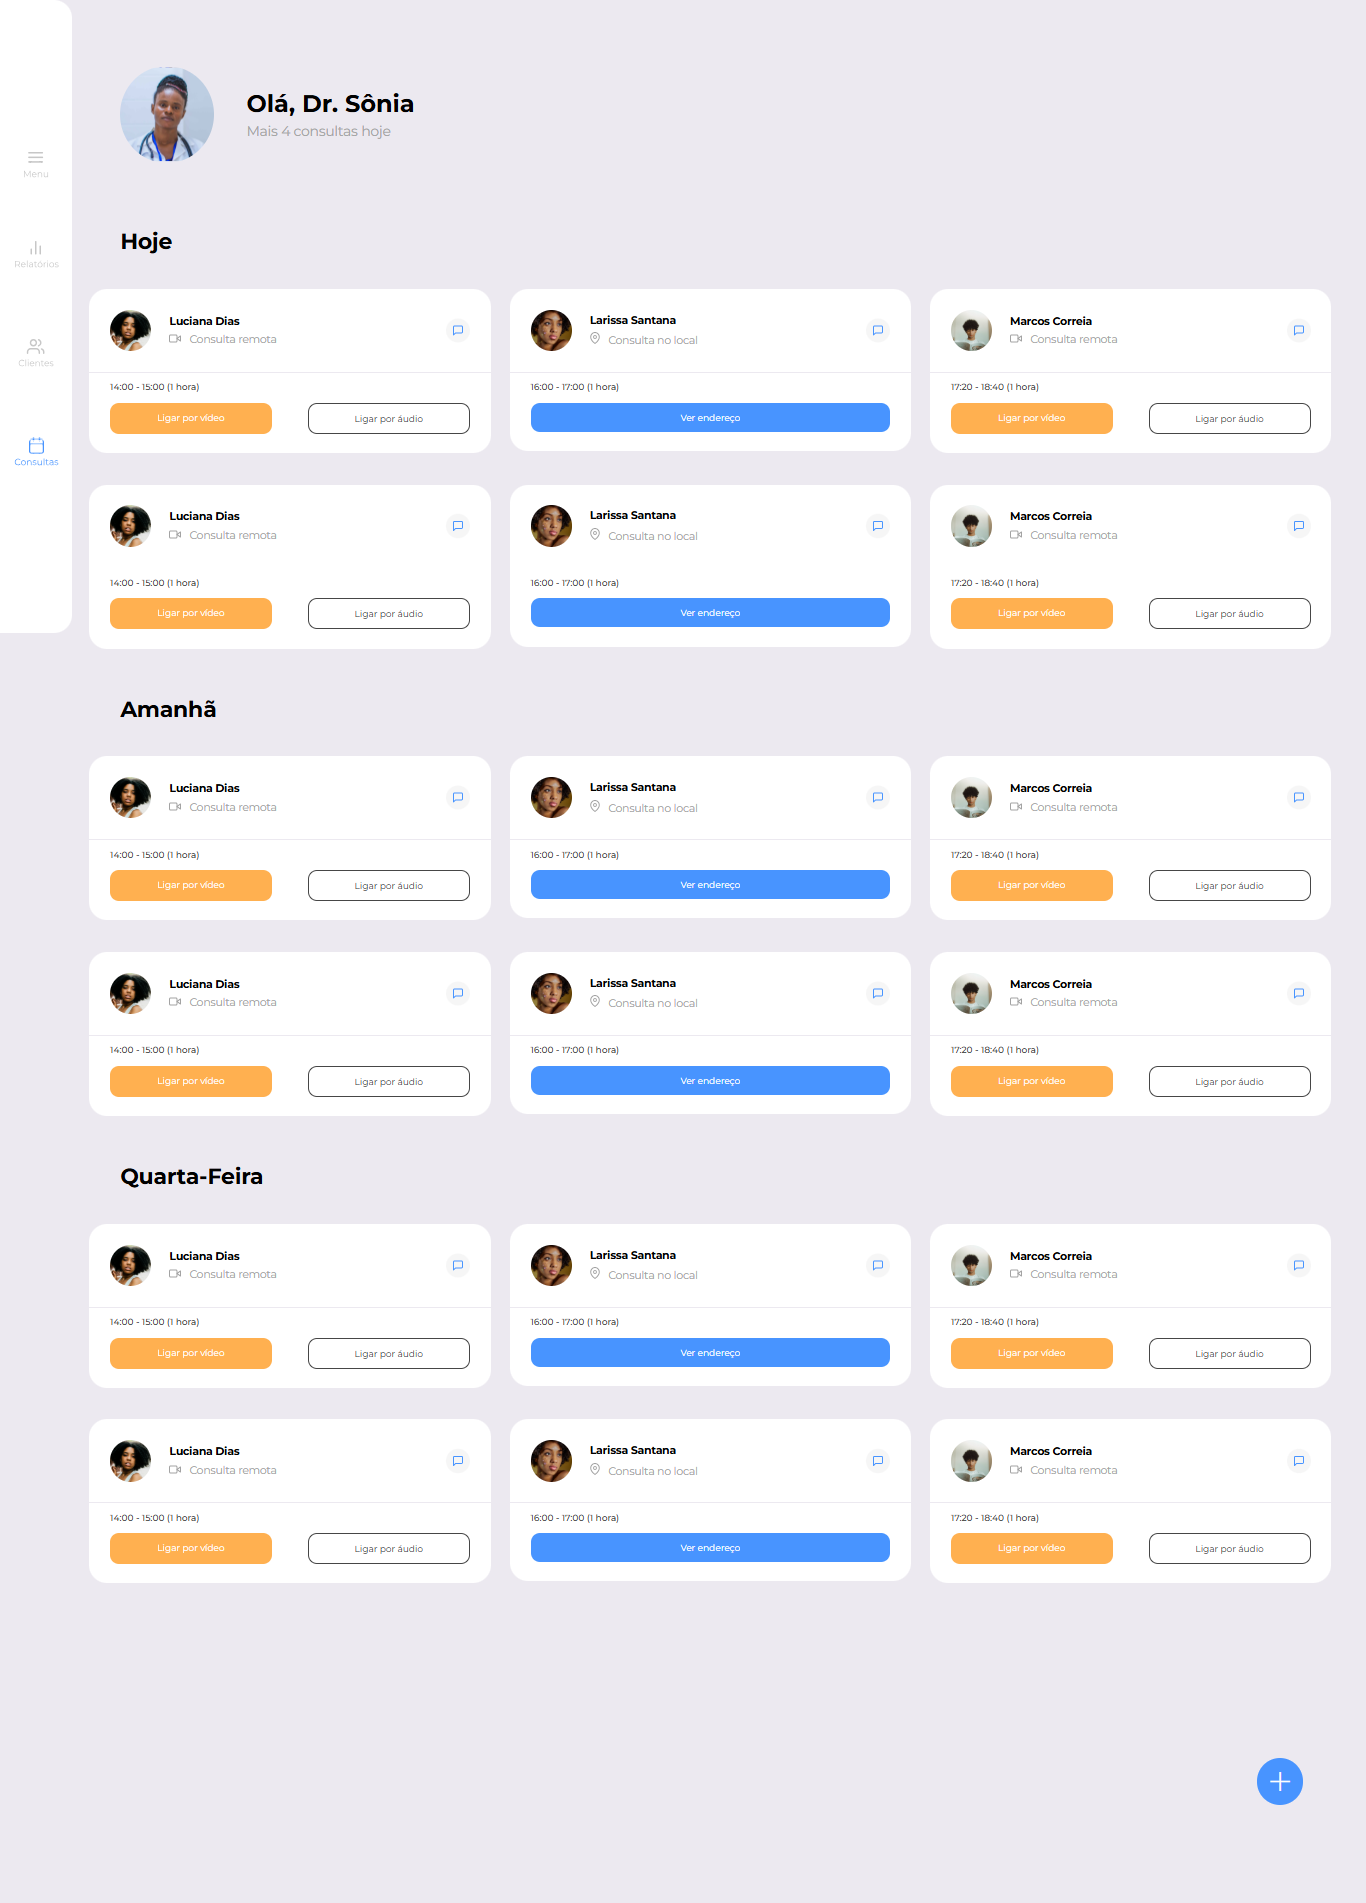 Menu
Relatórios
Clientes
Consultas
Olá, Dr. Sônia
Mais 4 consultas hoje
Hoje
Luciana Dias
Consulta remota
14:00 - 15:00 (1 hora)
Ligar por vídeo
Ligar por áudio
Larissa Santana
Consulta no local
16:00 - 17:00 (1 hora)
Ver endereço
Marcos Correia
Consulta remota
17:20 - 18:40 (1 hora)
Ligar por vídeo
Ligar por áudio
Luciana Dias
Consulta remota
14:00 - 15:00 (1 hora)
Ligar por vídeo
Ligar por áudio
Larissa Santana
Consulta no local
16:00 - 17:00 (1 hora)
Ver endereço
Marcos Correia
Consulta remota
17:20 - 18:40 (1 hora)
Ligar por vídeo
Ligar por áudio
Amanhã
Luciana Dias
Consulta remota
14:00 - 15:00 (1 hora)
Ligar por vídeo
Ligar por áudio
Larissa Santana
Consulta no local
16:00 - 17:00 (1 hora)
Ver endereço
Marcos Correia
Consulta remota
17:20 - 18:40 (1 hora)
Ligar por vídeo
Ligar por áudio
Luciana Dias
Consulta remota
14:00 - 15:00 (1 hora)
Ligar por vídeo
Ligar por áudio
Larissa Santana
Consulta no local
16:00 - 17:00 (1 hora)
Ver endereço
Marcos Correia
Consulta remota
17:20 - 18:40 (1 hora)
Ligar por vídeo
Ligar por áudio
Quarta-Feira
Luciana Dias
Consulta remota
14:00 - 15:00 (1 hora)
Ligar por vídeo
Ligar por áudio
Larissa Santana
Consulta no local
16:00 - 17:00 (1 hora)
Ver endereço
Marcos Correia
Consulta remota
17:20 - 18:40 (1 hora)
Ligar por vídeo
Ligar por áudio
Luciana Dias
Consulta remota
14:00 - 15:00 (1 hora)
Ligar por vídeo
Ligar por áudio
Larissa Santana
Consulta no local
16:00 - 17:00 (1 hora)
Ver endereço
Marcos Correia
Consulta remota
17:20 - 18:40 (1 hora)
Ligar por vídeo
Ligar por áudio